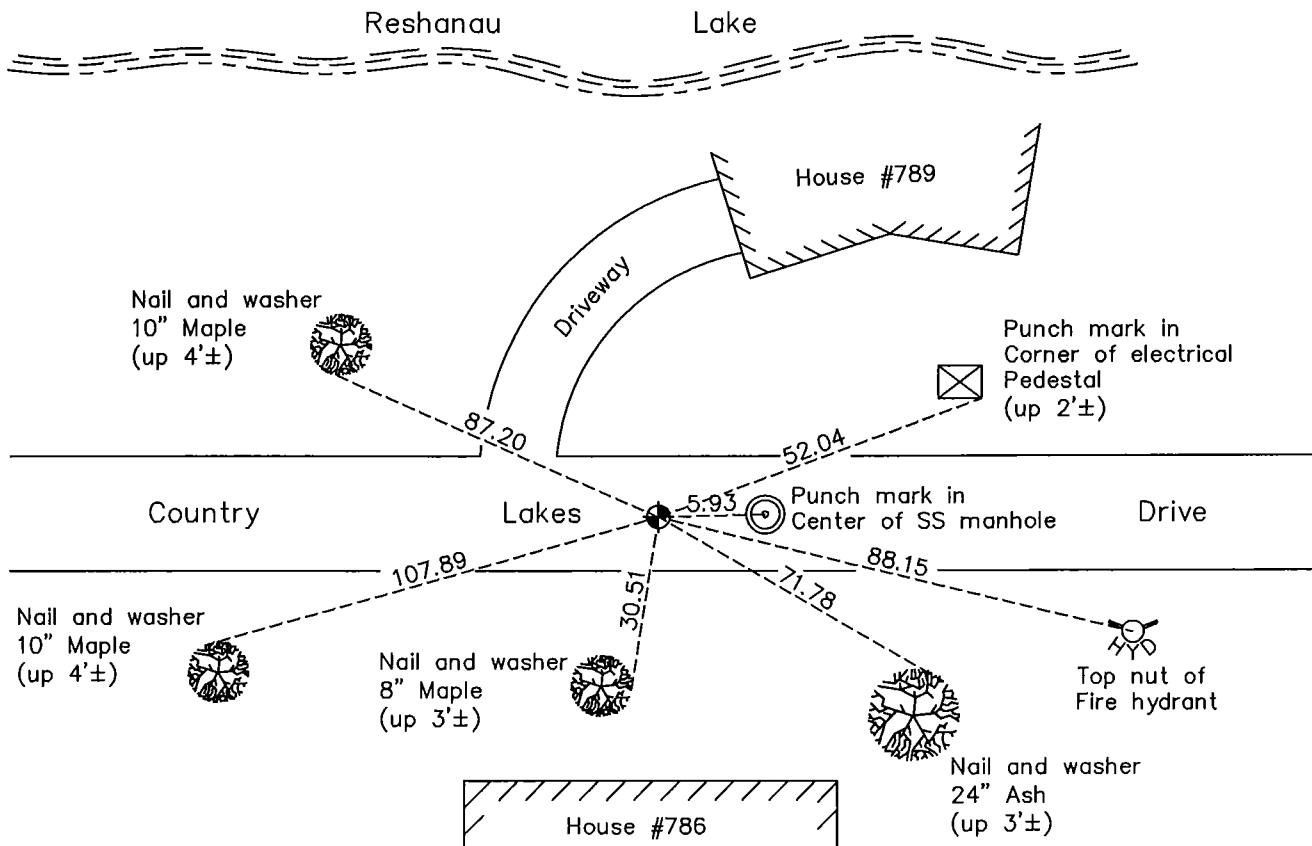 Reshanau Lake
House #789
Driveway
Nail and washer
10" Maple
(up 4'±)
Punch mark in
Corner of electrical
Pedestal
(up 2'±)
87.20
52.04
5.93
Punch mark in
Center of SS manhole
Country Lakes Drive
107.89
30.51
71.78
88.15
Nail and washer
10" Maple
(up 4'±)
Nail and washer
8" Maple
(up 3'±)
HYD
Top nut of
Fire hydrant
Nail and washer
24" Ash
(up 3'±)
House #786